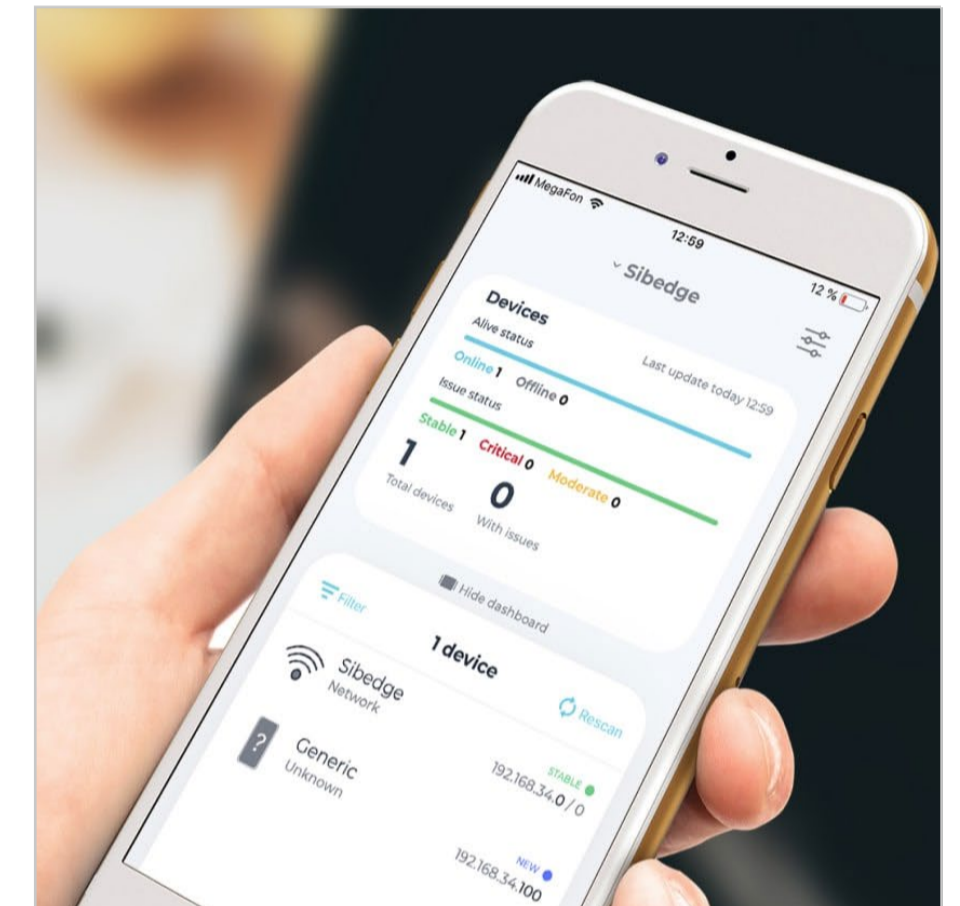 MegaFon
12:59
12 %
Sibedge
Devices
Last update today 12:59
Alive status
Online 1 Offline 0
Issue status
Stable 1 Critical 0 Moderate 0
1 0
Total devices With issues
Hide dashboard
Filter 1 device Rescan
Sibedge
Network
STABLE
192.168.34.0 / 0
?
Generic
Unknown
NEW
192.168.34.100